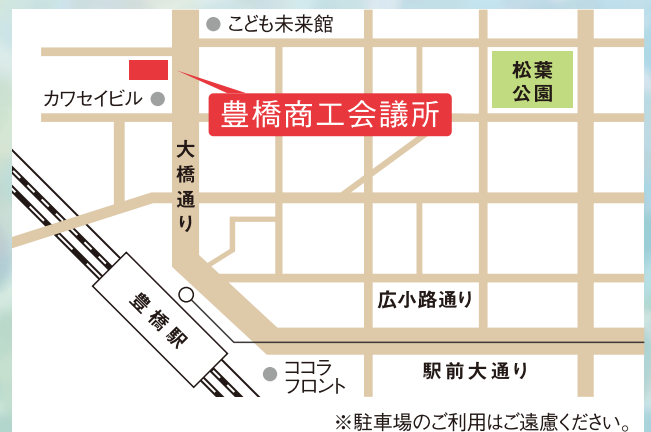 こども未来館
松葉
公園
カワセイビル
豊橋商工会議所
大橋通り
豊橋駅
広小路通り
ココラ
フロント
駅前大通り
※駐車場のご利用はご遠慮ください。